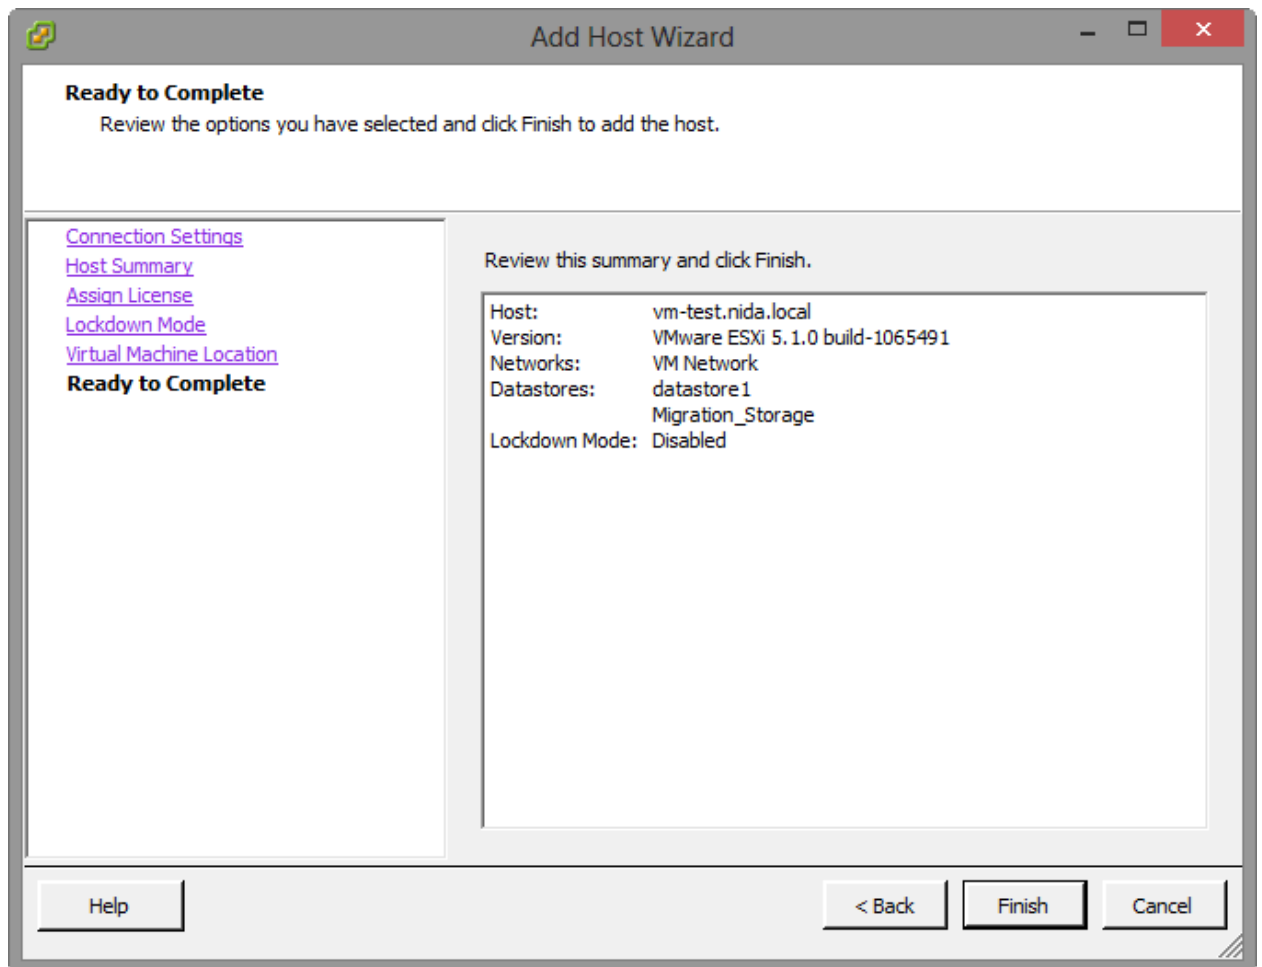 Add Host Wizard
Ready to Complete
Review the options you have selected and click Finish to add the host.
Connection Settings
Host Summary
Assign License
Lockdown Mode
Virtual Machine Location
Ready to Complete
Review this summary and click Finish.
Host: vm-test.nida.local
Version: VMware ESXi 5.1.0 build-1065491
Networks: VM Network
Datastores: datastore1
Migration_Storage
Lockdown Mode: Disabled
Help
< Back
Finish
Cancel